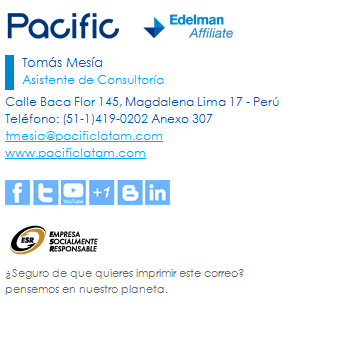 Pacific Edelman
Affiliate
Tomás Mesía
Asistente de Consultoría
Calle Baca Flor 145, Magdalena Lima 17 - Perú
Teléfono: (51-1)419-0202 Anexo 307
tmesia@pacificlatam.com
www.pacificlatam.com
f t You YouTube +1 B in
ESR EMPRESA
SOCIALMENTE
RESPONSABLE
¿Seguro de que quieres imprimir este correo?
pensemos en nuestro planeta.